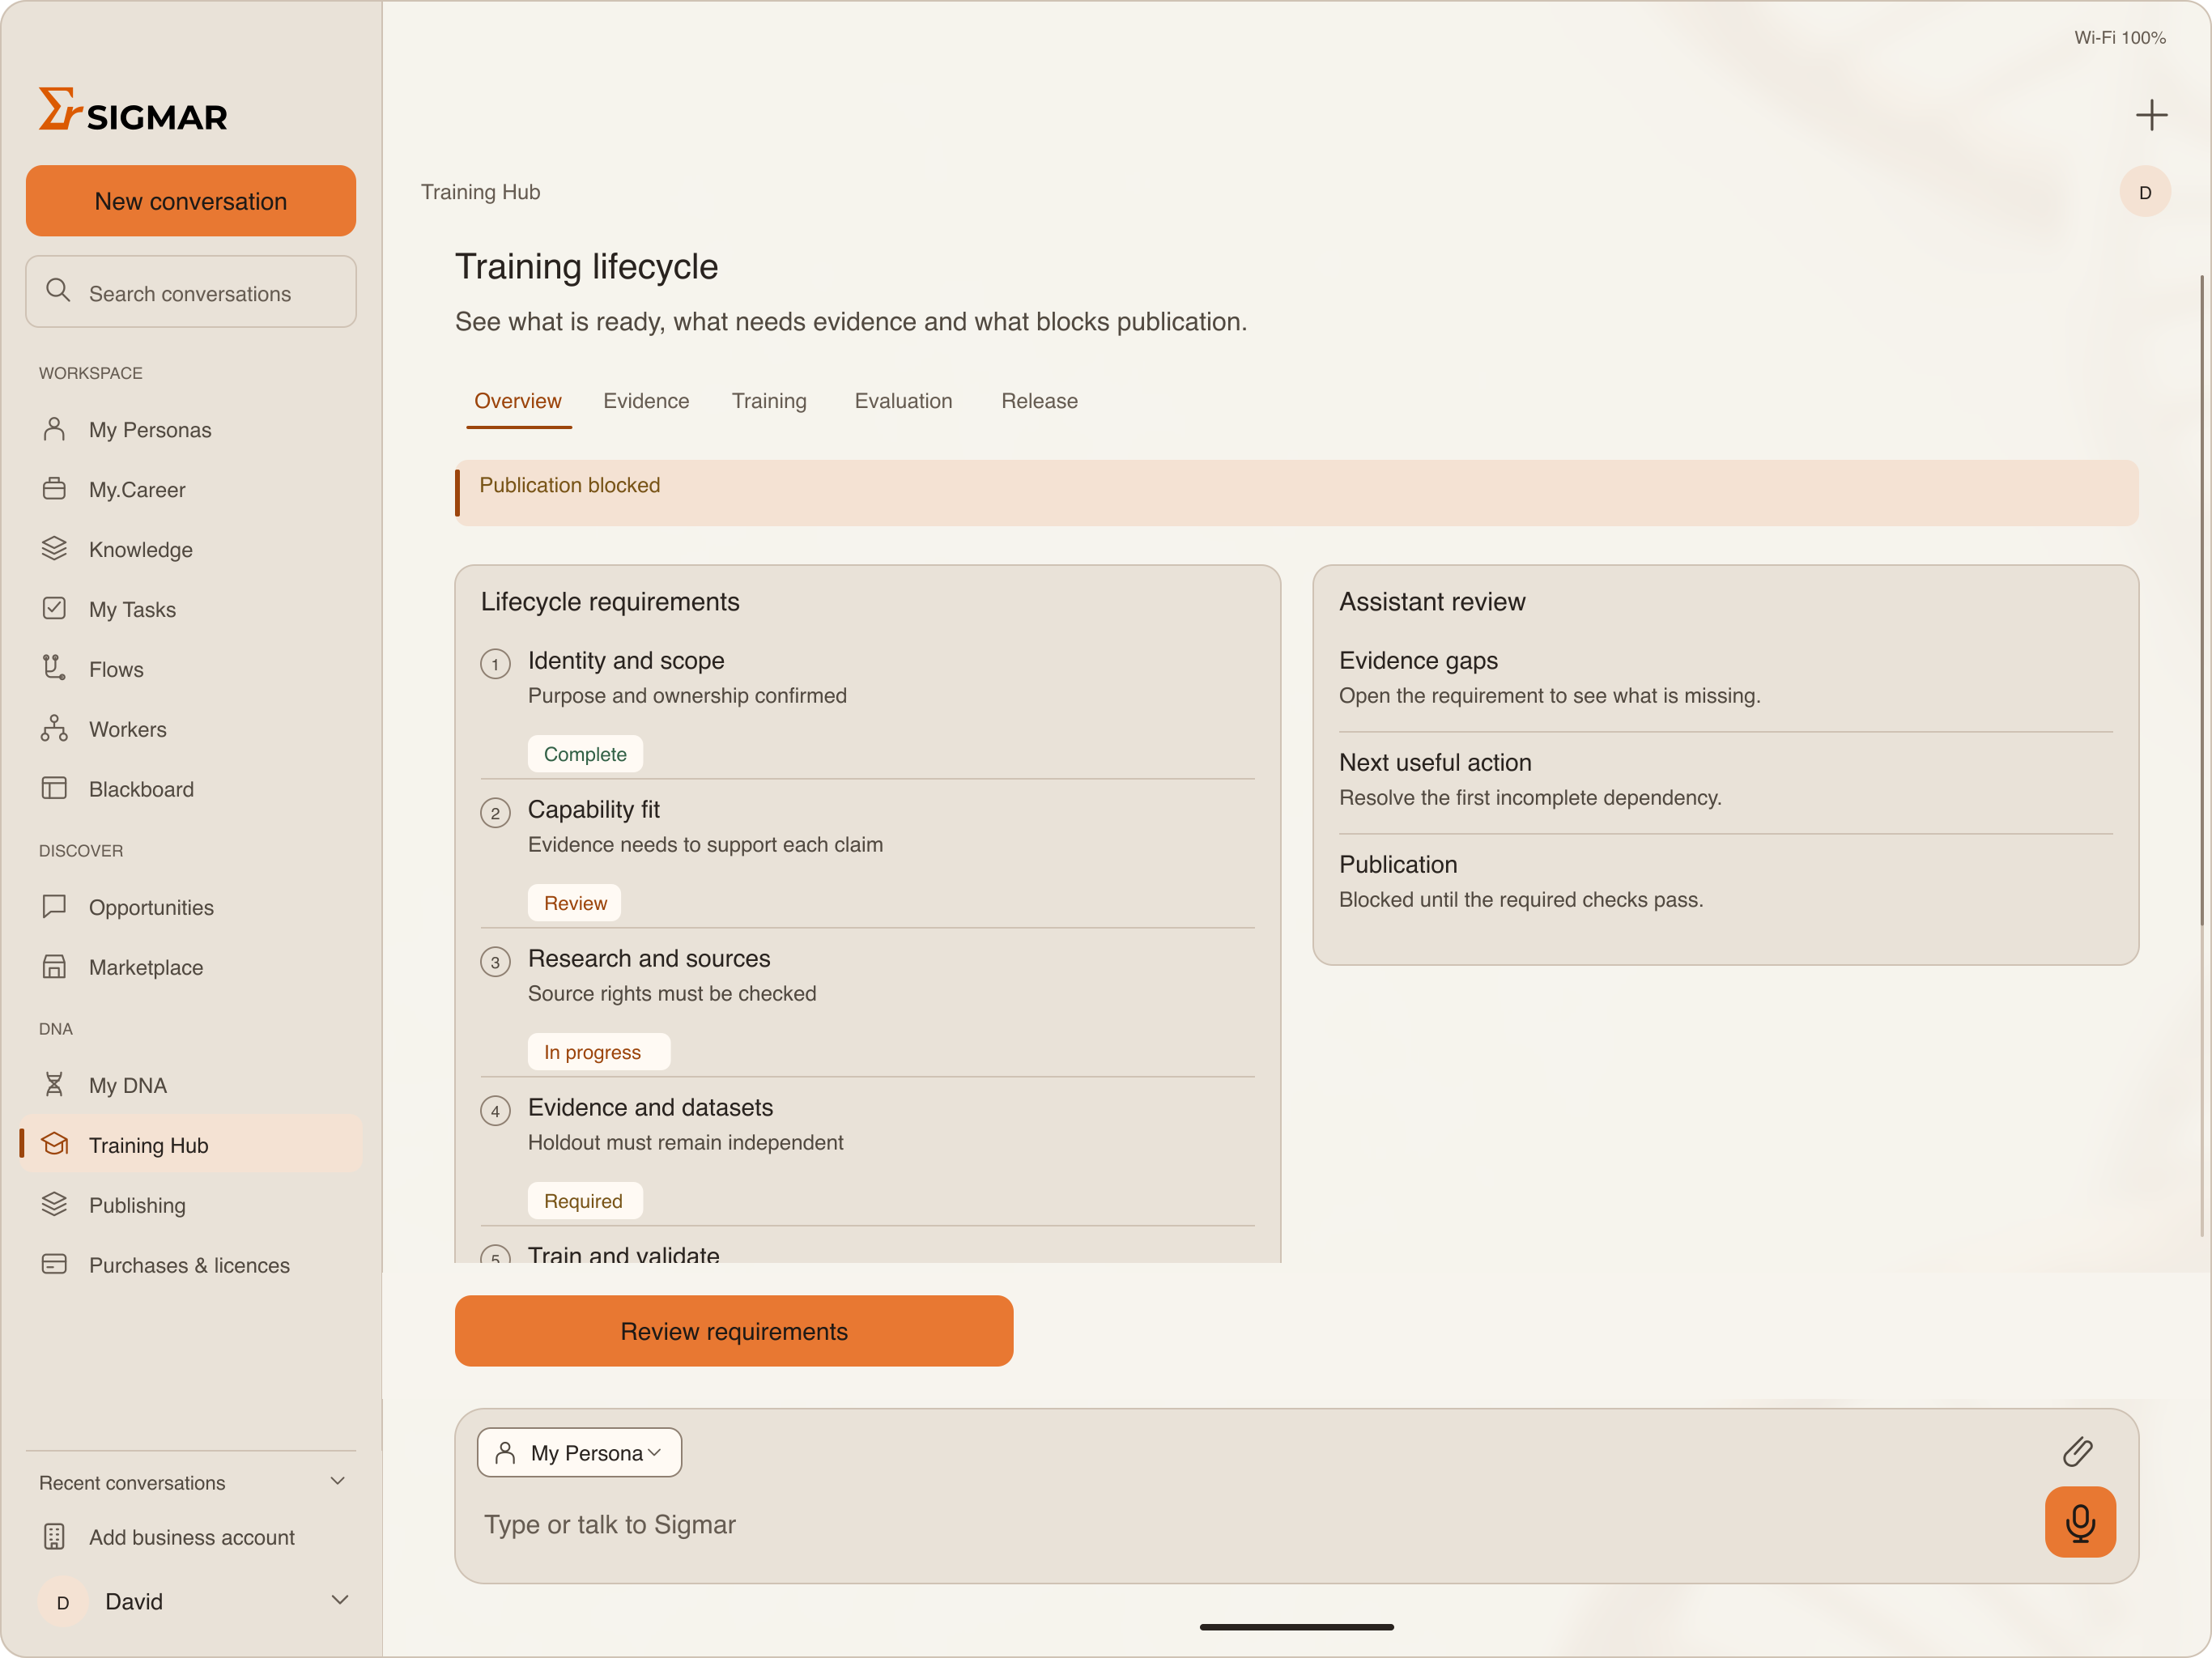 Wi-Fi 100%
SIGMAR
New conversation
Search conversations
WORKSPACE
My Personas
My.Career
Knowledge
My Tasks
Flows
Workers
Blackboard
DISCOVER
Opportunities
Marketplace
DNA
My DNA
Training Hub
Publishing
Purchases & licences
Recent conversations
Add business account
D
David
Training Hub
D
Training lifecycle
See what is ready, what needs evidence and what blocks publication.
Overview
Evidence
Training
Evaluation
Release
Publication blocked
Lifecycle requirements
1
Identity and scope
Purpose and ownership confirmed
Complete
2
Capability fit
Evidence needs to support each claim
Review
3
Research and sources
Source rights must be checked
In progress
4
Evidence and datasets
Holdout must remain independent
Required
5
Train and validate
Assistant review
Evidence gaps
Open the requirement to see what is missing.
Next useful action
Resolve the first incomplete dependency.
Publication
Blocked until the required checks pass.
Review requirements
My Persona
Type or talk to Sigmar